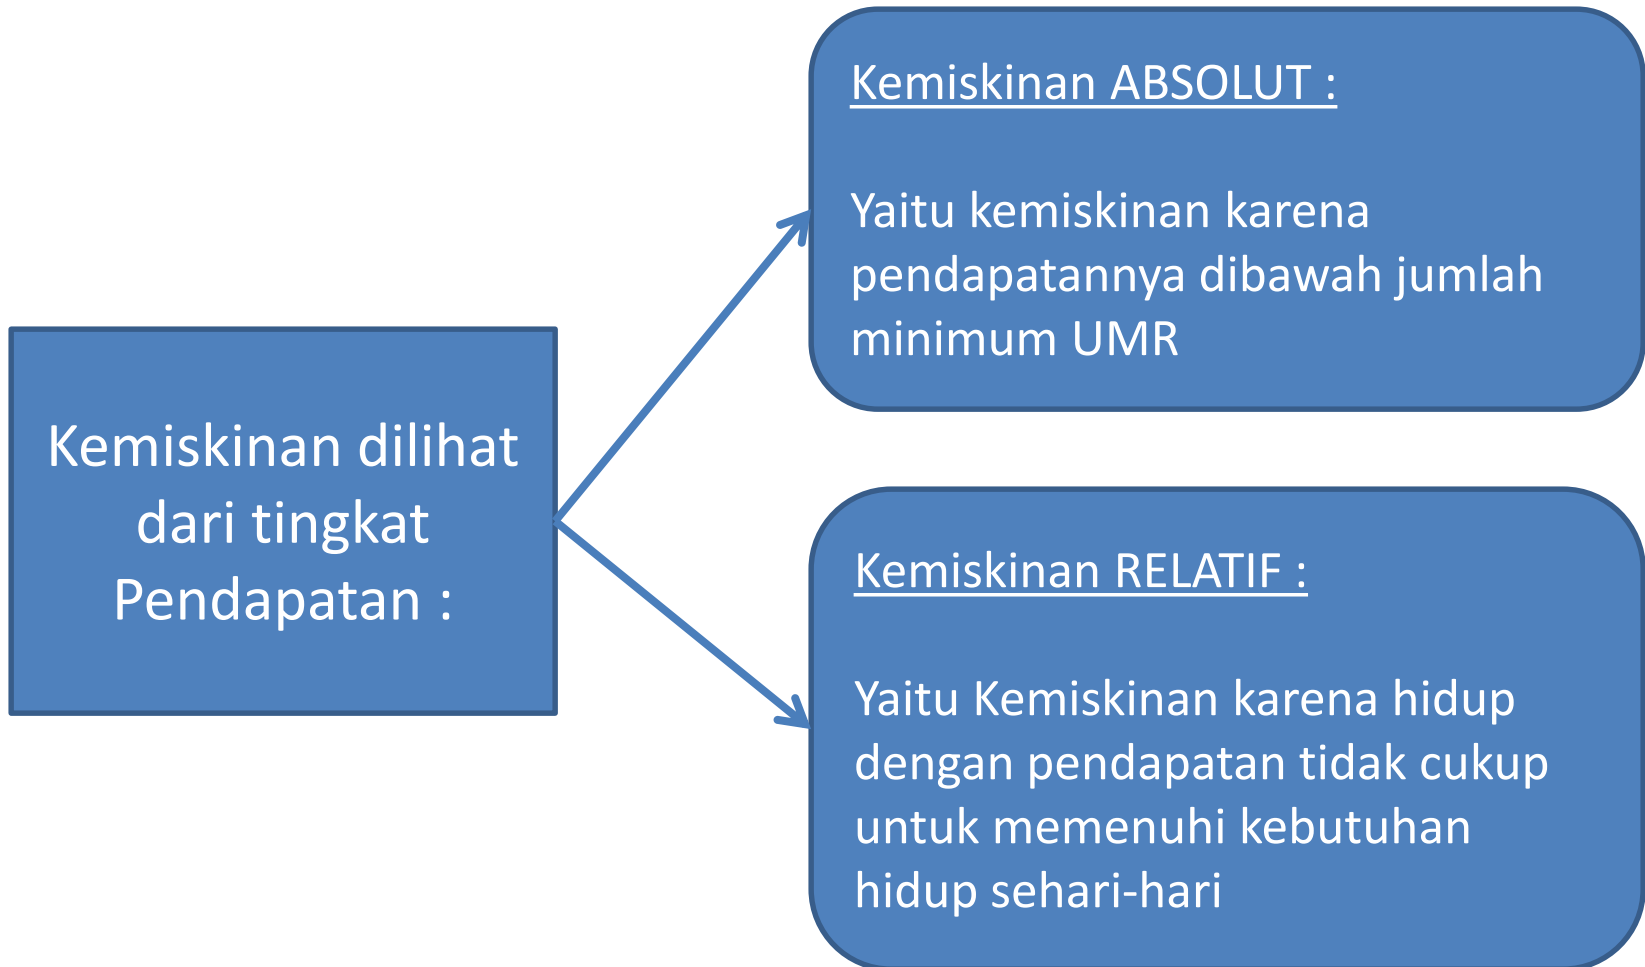 Kemiskinan dilihat
dari tingkat
Pendapatan :
Kemiskinan ABSOLUT :
Yaitu kemiskinan karena
pendapatannya dibawah jumlah
minimum UMR
Kemiskinan RELATIF :
Yaitu Kemiskinan karena hidup
dengan pendapatan tidak cukup
untuk memenuhi kebutuhan
hidup sehari-hari